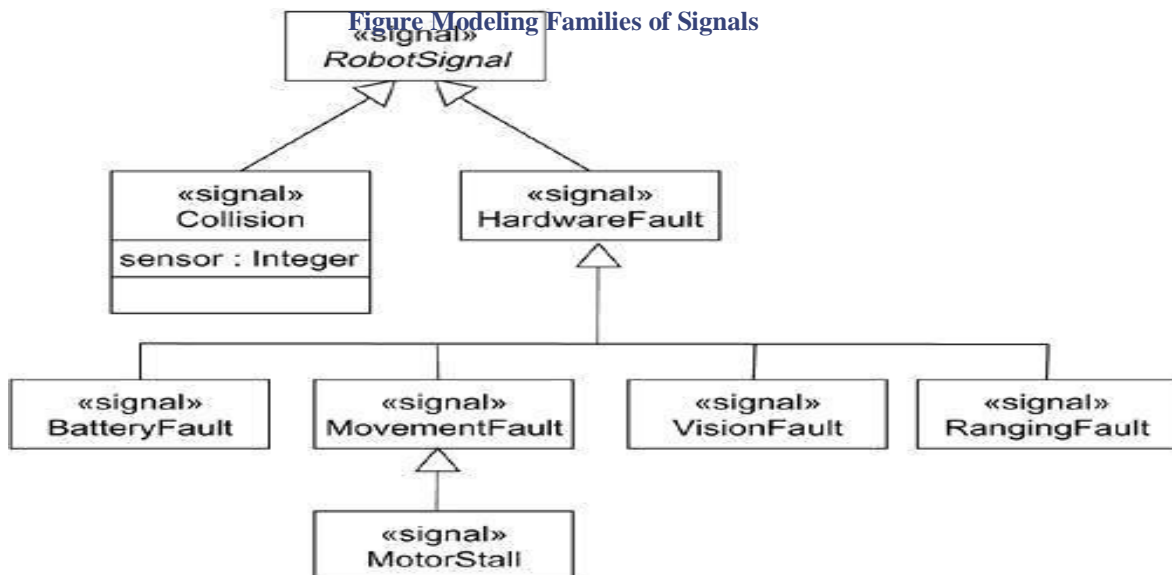 Figure Modeling Families of Signals
«signal»
RobotSignal
«signal»
Collision
sensor : Integer
«signal»
HardwareFault
«signal»
BatteryFault
«signal»
MovementFault
«signal»
VisionFault
«signal»
RangingFault
«signal»
MotorStall